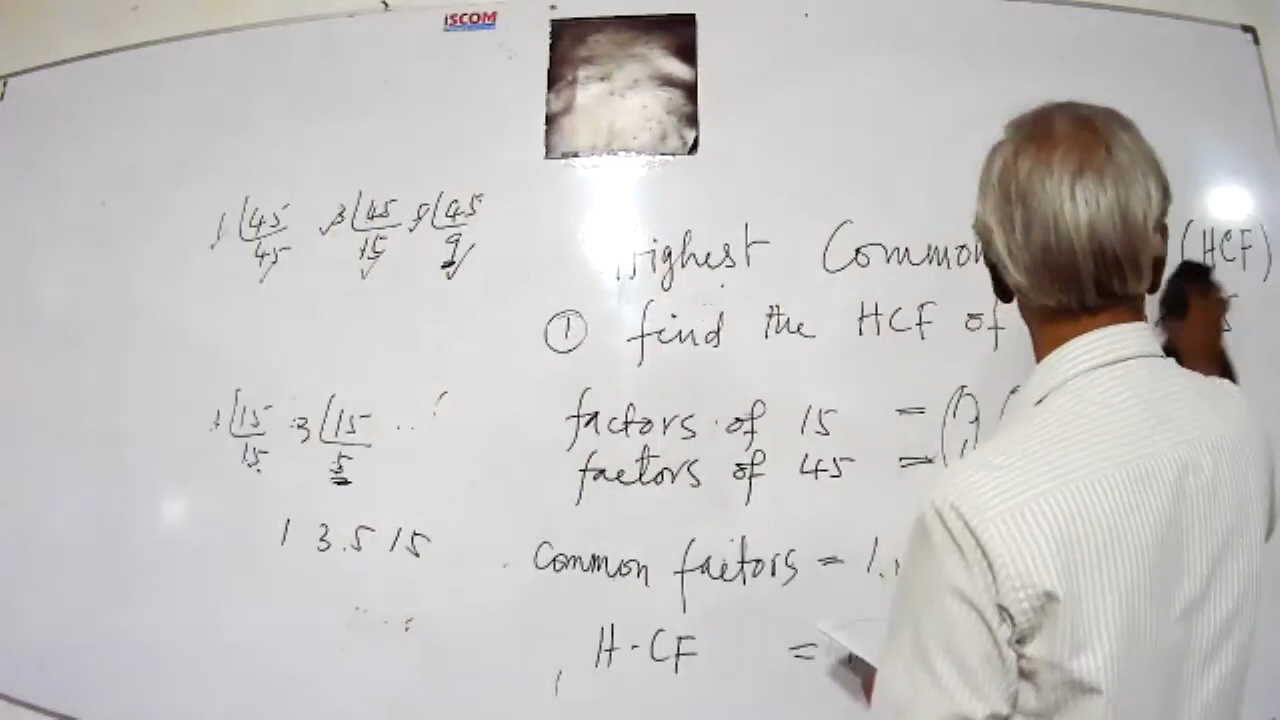 ISCOM
1 45 3 45 5 45
45 15 9
Highest Common (HCF)
① find the HCF of
1 15 3 15 ..
15 5
factors of 15 =
factors of 45 =
1 3.5 15
Common factors = 1.
H.CF =